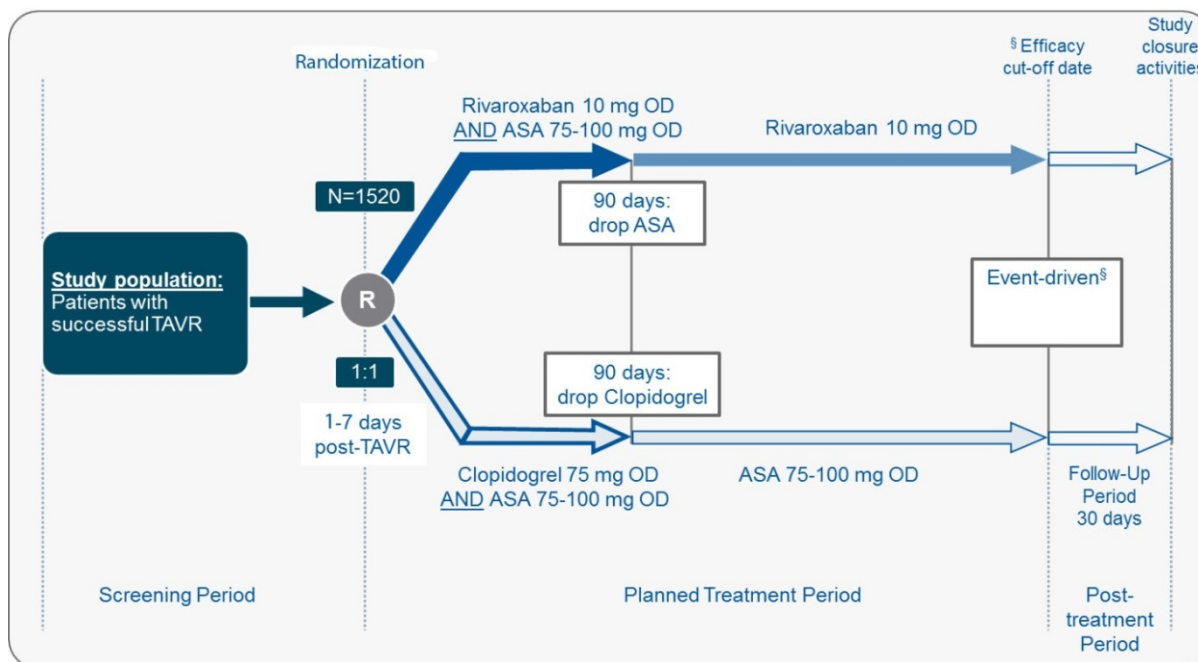 Study
closure
activities
§ Efficacy
cut-off date
Randomization
Rivaroxaban 10 mg OD
AND ASA 75-100 mg OD
Rivaroxaban 10 mg OD
N=1520
90 days:
drop ASA
Study population:
Patients with
successful TAVR
R
Event-driven§
1:1
90 days:
drop Clopidogrel
1-7 days
post-TAVR
Clopidogrel 75 mg OD
AND ASA 75-100 mg OD
ASA 75-100 mg OD
Follow-Up
Period
30 days
Screening Period
Planned Treatment Period
Post-
treatment
Period